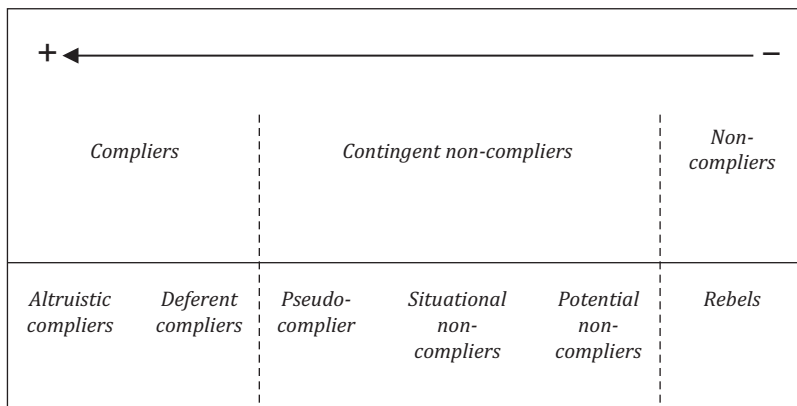 + −
Compliers Contingent non-compliers Non-
compliers
Altruistic Deferent Pseudo- Situational Potential Rebels
compliers compliers complier non- non-
compliers compliers